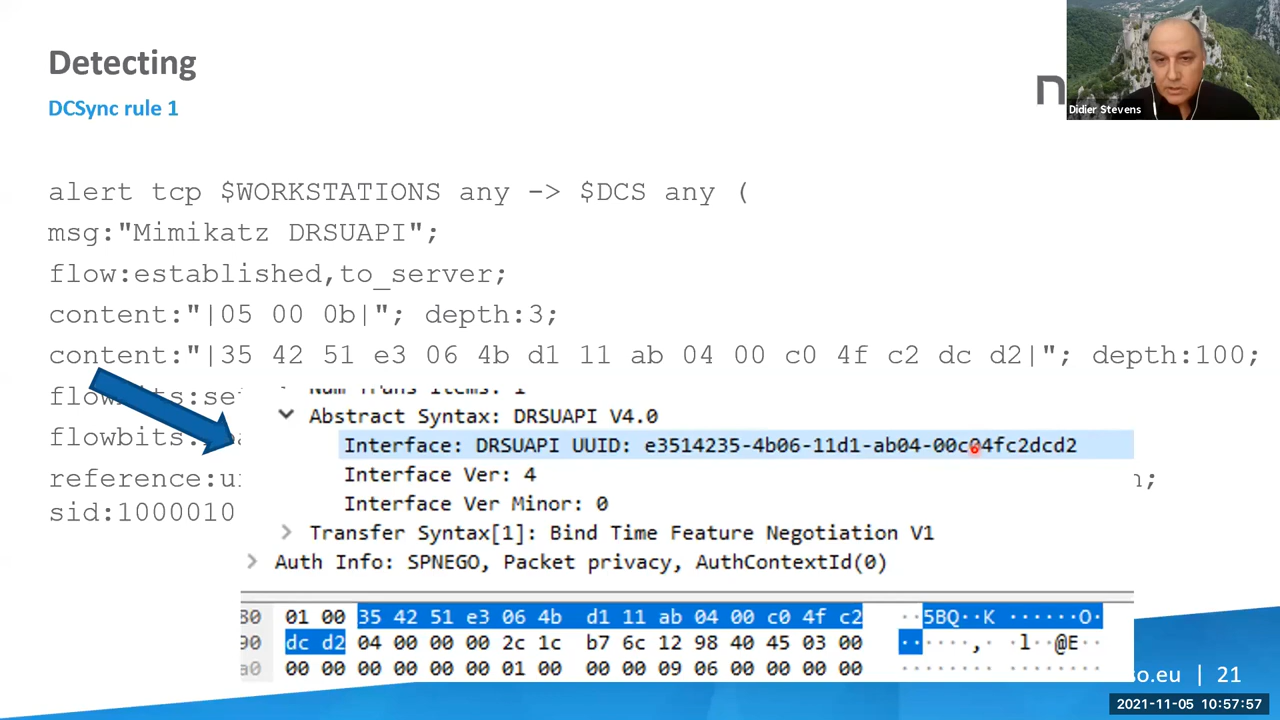 Detecting
DCSync rule 1
Didier Stevens
alert tcp $WORKSTATIONS any -> $DCS any (
msg:"Mimikatz DRSUAPI";
flow:established,to_server;
content:"|05 00 0b|"; depth:3;
content:"|35 42 51 e3 06 4b d1 11 ab 04 00 c0 4f c2 dc d2|"; depth:100;
Abstract Syntax: DRSUAPI V4.0
Interface: DRSUAPI UUID: e3514235-4b06-11d1-ab04-00c04fc2dcd2
Interface Ver: 4
Interface Ver Minor: 0
Transfer Syntax[1]: Bind Time Feature Negotiation V1
Auth Info: SPNEGO, Packet privacy, AuthContextId(0)
sid:1000010
80 01 00 35 42 51 e3 06 4b d1 11 ab 04 00 c0 4f c2 ··5BQ··K ······O·
90 dc d2 04 00 00 00 2c 1c b7 6c 12 98 40 45 03 00 ······,· ·l··@E··
a0 00 00 00 00 00 01 00 00 00 09 06 00 00 00 00 ········ ········
so.eu | 21
2021-11-05 10:57:57